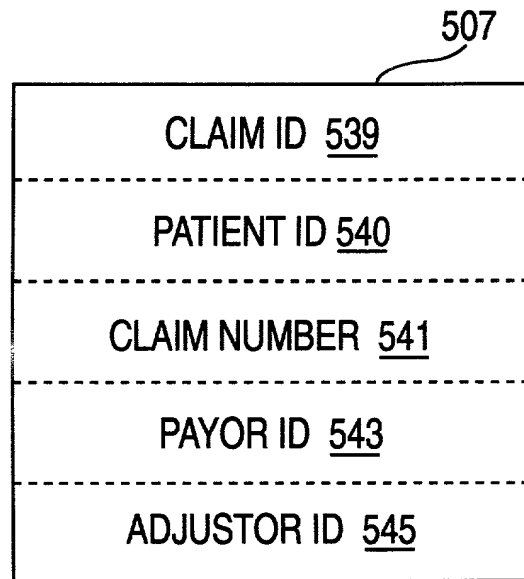 507
CLAIM ID 539
PATIENT ID 540
CLAIM NUMBER 541
PAYOR ID 543
ADJUSTOR ID 545